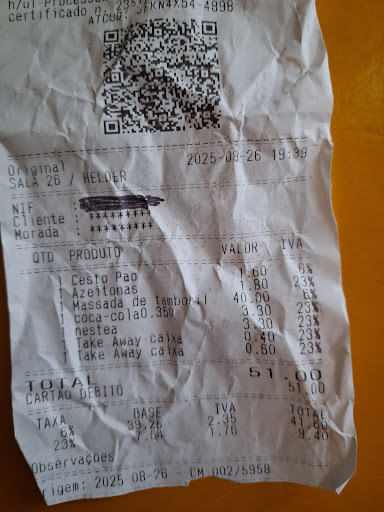 certificado n. 295
ATCUD: JFKN4X54-4898
Original 2025-08-26 19:39
SALA 26 / HELDER
NIF :
Cliente : *********
Morada : *********
QTD PRODUTO VALOR IVA
1 Cesto Pao 1.60 6%
1 Azeitonas 1.80 23%
1 Massada de tamboril 40.00 6%
1 coca-cola0.350 3.30 23%
1 nestea 3.30 23%
1 Take Away caixa 0.40 23%
1 Take Away caixa 0.60 23%
TOTAL 51.00
CARTAO DEBITO 51.00
TAXA BASE IVA TOTAL
6% 39.25 2.35 41.60
23% 7.64 1.76 9.40
Observações
Origem: 2025-08-26 - CM 002/5958